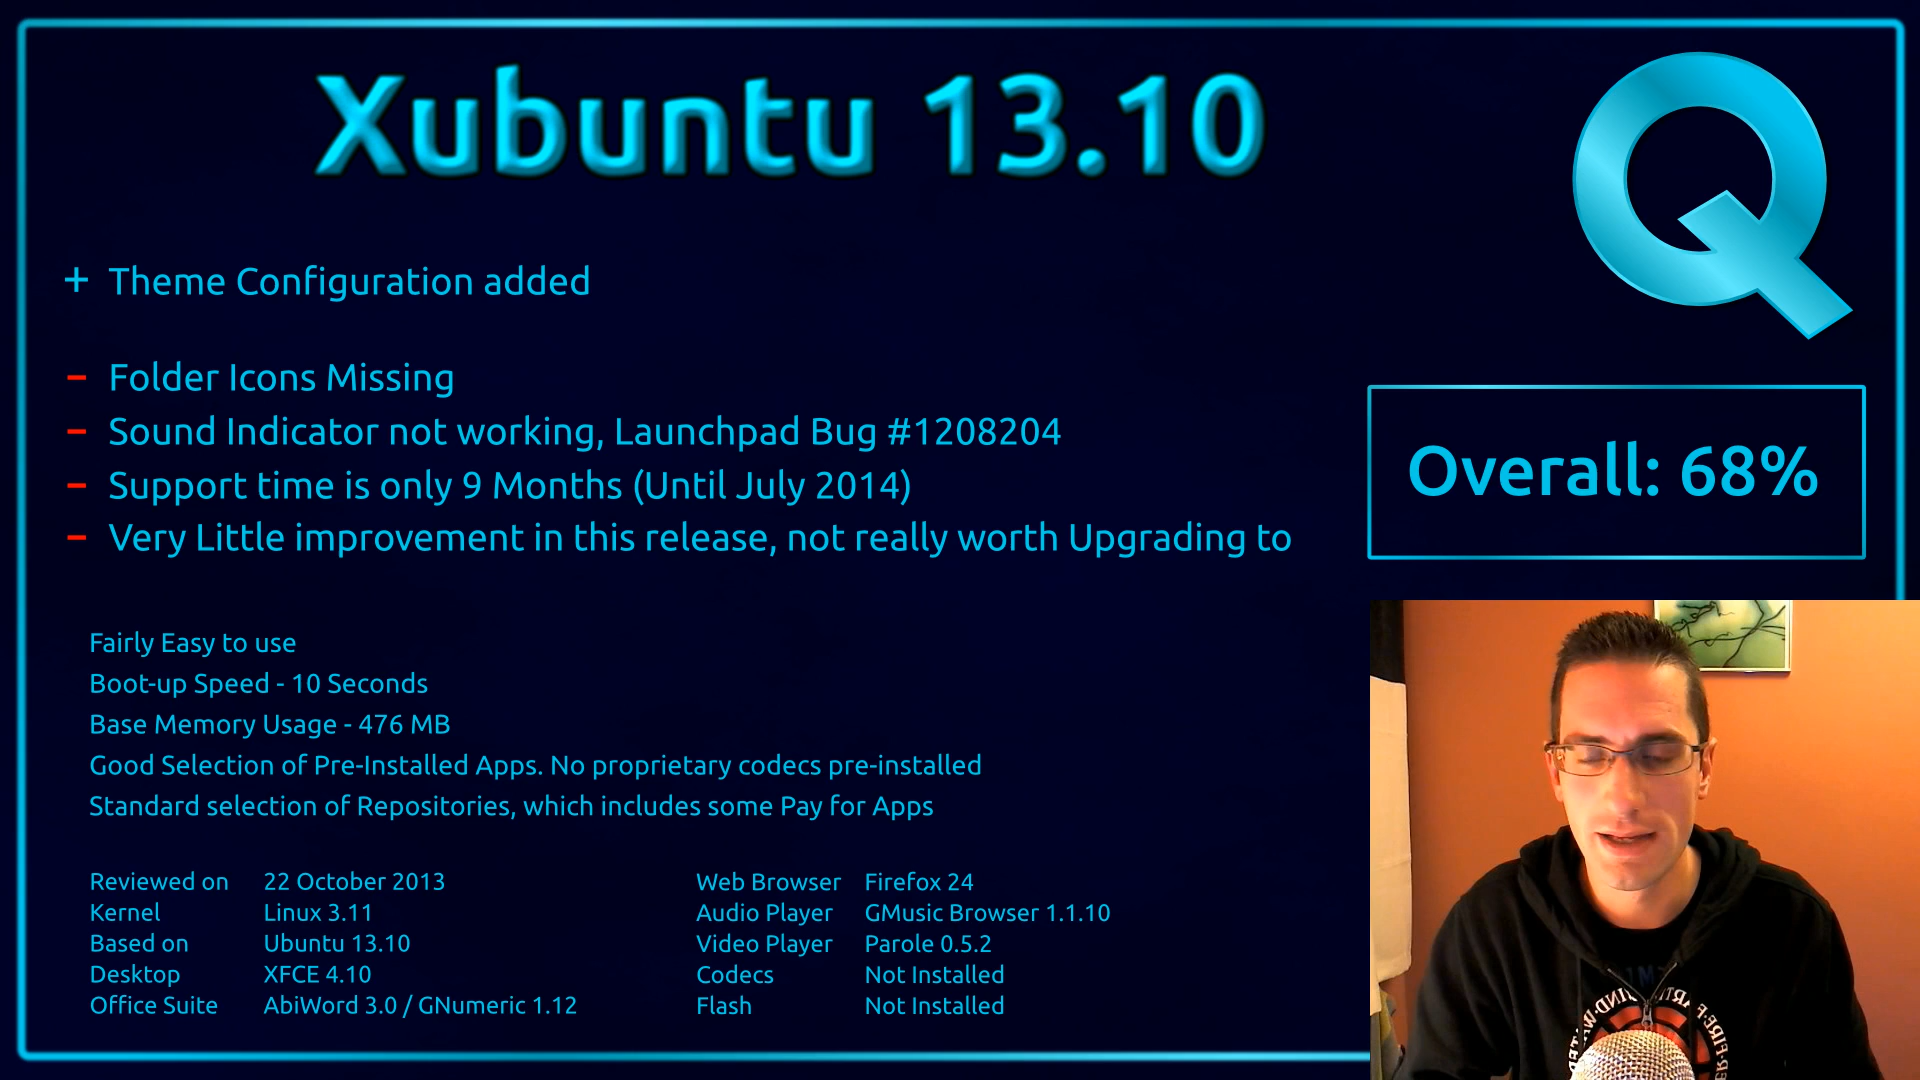 Xubuntu 13.10
Q
+ Theme Configuration added
- Folder Icons Missing
- Sound Indicator not working, Launchpad Bug #1208204
- Support time is only 9 Months (Until July 2014)
- Very Little improvement in this release, not really worth Upgrading to
Overall: 68%
Fairly Easy to use
Boot-up Speed - 10 Seconds
Base Memory Usage - 476 MB
Good Selection of Pre-Installed Apps. No proprietary codecs pre-installed
Standard selection of Repositories, which includes some Pay for Apps
Reviewed on 22 October 2013
Kernel Linux 3.11
Based on Ubuntu 13.10
Desktop XFCE 4.10
Office Suite AbiWord 3.0 / GNumeric 1.12
Web Browser Firefox 24
Audio Player GMusic Browser 1.1.10
Video Player Parole 0.5.2
Codecs Not Installed
Flash Not Installed